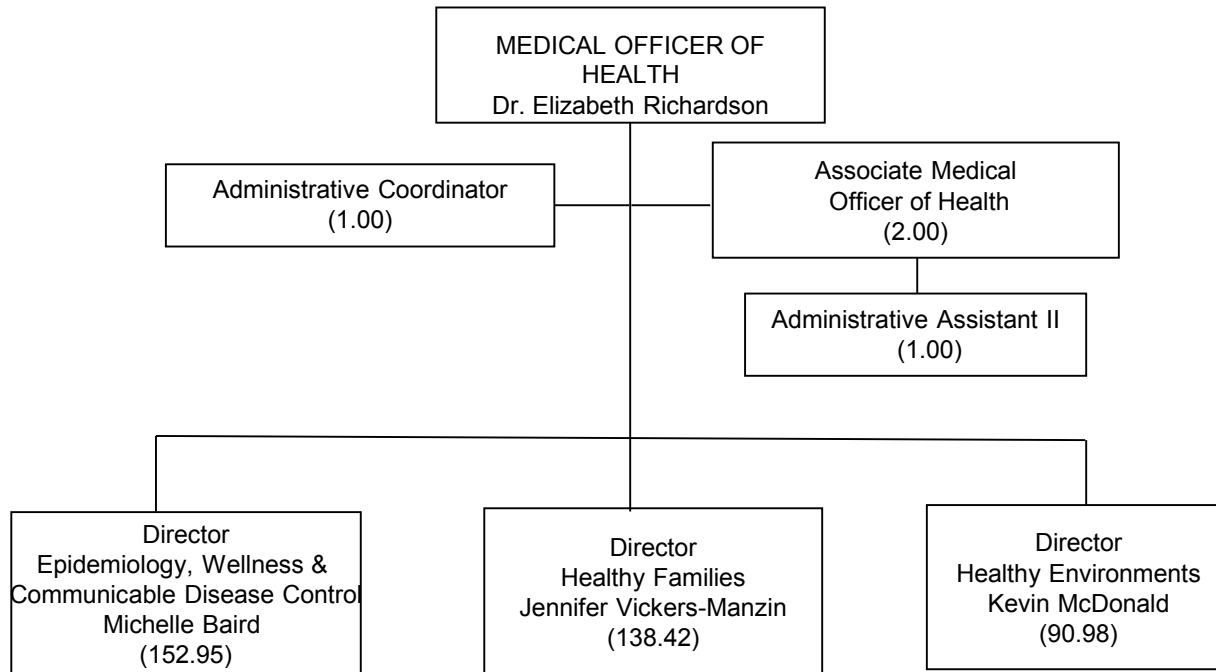 MEDICAL OFFICER OF
HEALTH
Dr. Elizabeth Richardson
Administrative Coordinator
(1.00)
Associate Medical
Officer of Health
(2.00)
Administrative Assistant II
(1.00)
Director
Epidemiology, Wellness &
Communicable Disease Control
Michelle Baird
(152.95)
Director
Healthy Families
Jennifer Vickers-Manzin
(138.42)
Director
Healthy Environments
Kevin McDonald
(90.98)